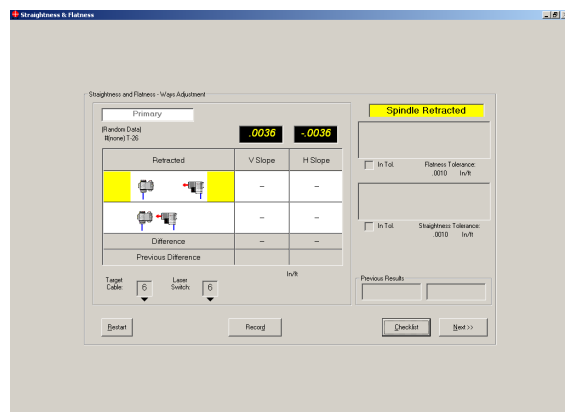 Straightness & Flatness
Straightness and Flatness - Ways Adjustment
Primary
(Random Data)
#(none) T-26
.0036
-.0036
Retracted
V Slope
H Slope
–
–
–
–
Difference
–
–
Previous Difference
In/ft
Target
Cable:
6
Laser
Switch:
6
Spindle Retracted
In Tol.
Flatness Tolerance:
.0010 In/ft
In Tol.
Straightness Tolerance:
.0010 In/ft
Previous Results
Restart
Record
Checklist
Next >>